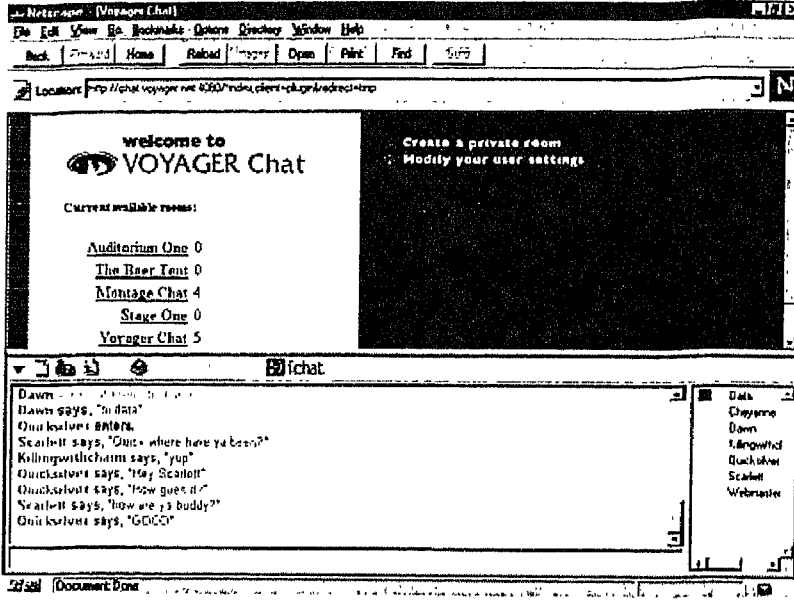 Netscape - [Voyager Chat]
File Edit View Go Bookmarks Options Directory Window Help
Back Forward Home Reload Images Open Print Find Stop
Location: http://chat.voyager.net:4080/
N
welcome to
VOYAGER Chat
Create a private room
Modify your user settings
Current available rooms:
Auditorium One 0
The Beer Tent 0
Montage Chat 4
Stage One 0
Voyager Chat 5
ichat
Dawn
Dawn says, "hi data"
Quicksilver enters.
Scarlett says, "Quick where have ya been?"
Killingwithcharm says, "yup"
Quicksilver says, "Hey Scarlett"
Quicksilver says, "How goes it?"
Scarlett says, "how are ya buddy?"
Quicksilver says, "GOOD"
Data
Cheyenne
Dawn
Killingwithcl
Quicksilver
Scarlett
Webmaster
Document: Done